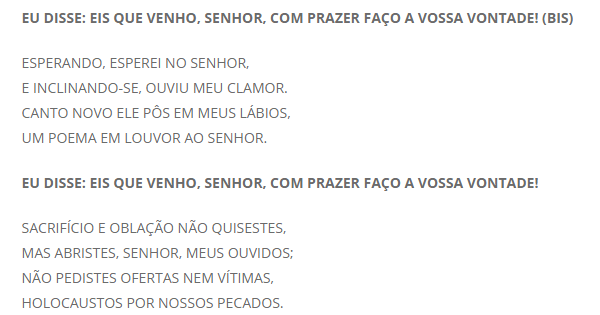 EU DISSE: EIS QUE VENHO, SENHOR, COM PRAZER FAÇO A VOSSA VONTADE! (BIS)
ESPERANDO, ESPEREI NO SENHOR,
E INCLINANDO-SE, OUVIU MEU CLAMOR.
CANTO NOVO ELE PÔS EM MEUS LÁBIOS,
UM POEMA EM LOUVOR AO SENHOR.
EU DISSE: EIS QUE VENHO, SENHOR, COM PRAZER FAÇO A VOSSA VONTADE!
SACRIFÍCIO E OBLAÇÃO NÃO QUISESTES,
MAS ABRISTES, SENHOR, MEUS OUVIDOS;
NÃO PEDISTES OFERTAS NEM VÍTIMAS,
HOLOCAUSTOS POR NOSSOS PECADOS.